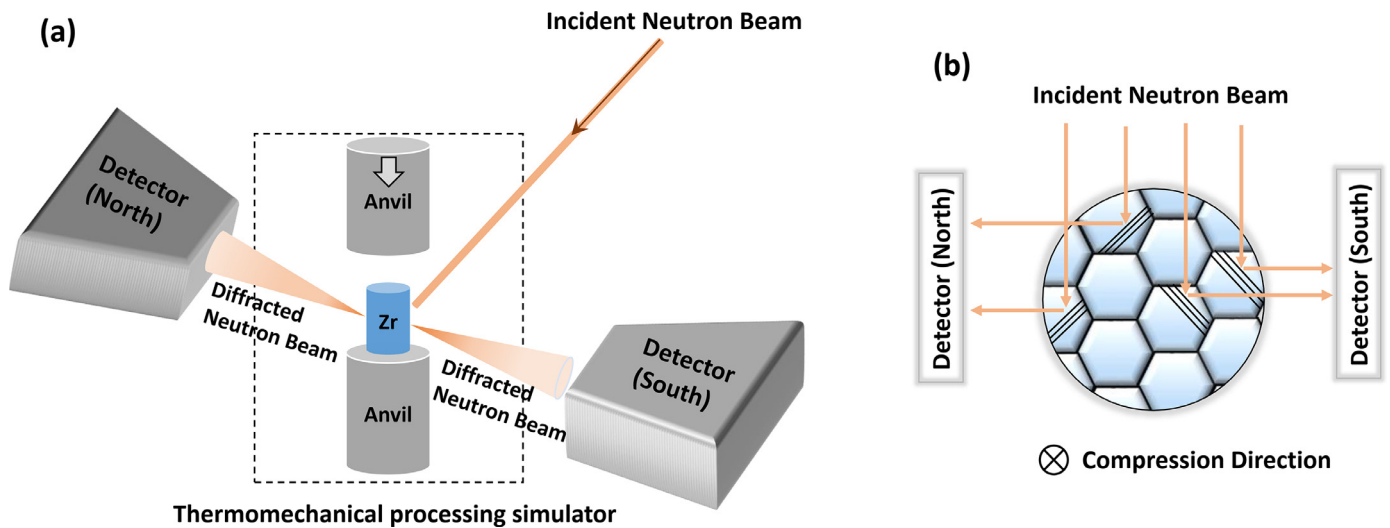 (a)
Incident Neutron Beam
Detector
(North)
Anvil
Diffracted
Neutron Beam
Zr
Diffracted
Neutron Beam
Detector
(South)
Anvil
Thermomechanical processing simulator
(b)
Incident Neutron Beam
Detector (North)
Detector (South)
Compression Direction